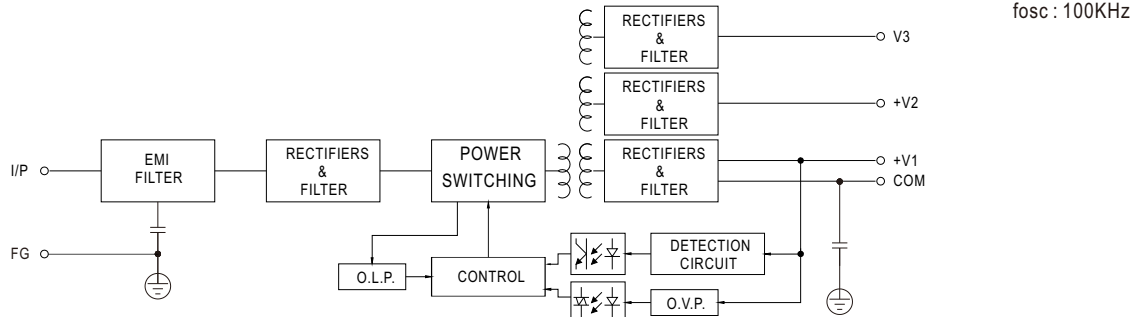 fosc : 100KHz
RECTIFIERS
&
FILTER
V3
RECTIFIERS
&
FILTER
+V2
I/P
EMI
FILTER
RECTIFIERS
&
FILTER
POWER
SWITCHING
RECTIFIERS
&
FILTER
+V1
COM
FG
O.L.P.
CONTROL
DETECTION
CIRCUIT
O.V.P.